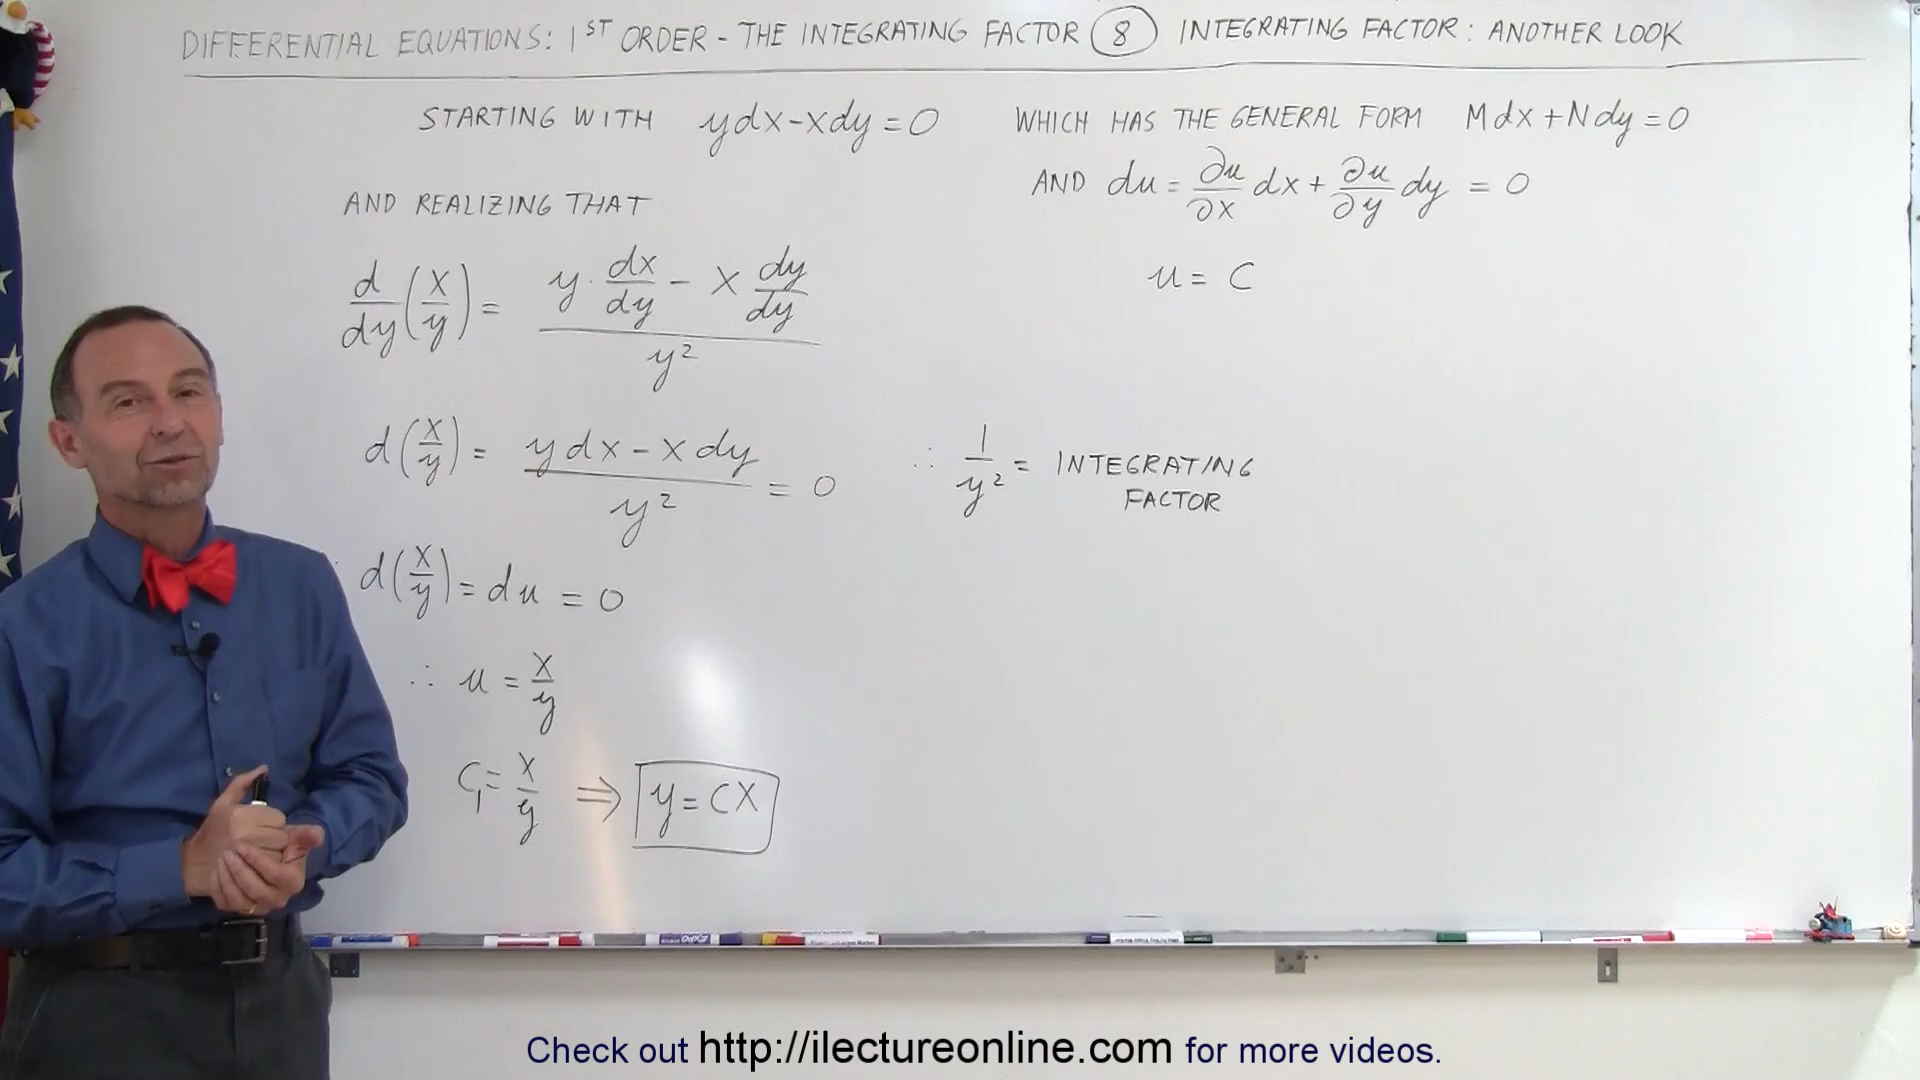 DIFFERENTIAL EQUATIONS: 1ST ORDER - THE INTEGRATING FACTOR (8) INTEGRATING FACTOR: ANOTHER LOOK
STARTING WITH ydx-xdy=0 WHICH HAS THE GENERAL FORM Mdx+Ndy=0
AND du = ∂u/∂x dx + ∂u/∂y dy = 0
AND REALIZING THAT
u = C
d/dy (x/y) = (y · dx/dy - x dy/dy) / y²
d(x/y) = (ydx - xdy) / y² = 0 ∴ 1/y² = INTEGRATING
FACTOR
d(x/y) = du = 0
∴ u = x/y
C₁ = x/y ⇒ y = cx
EXPO
Check out http://ilectureonline.com for more videos.